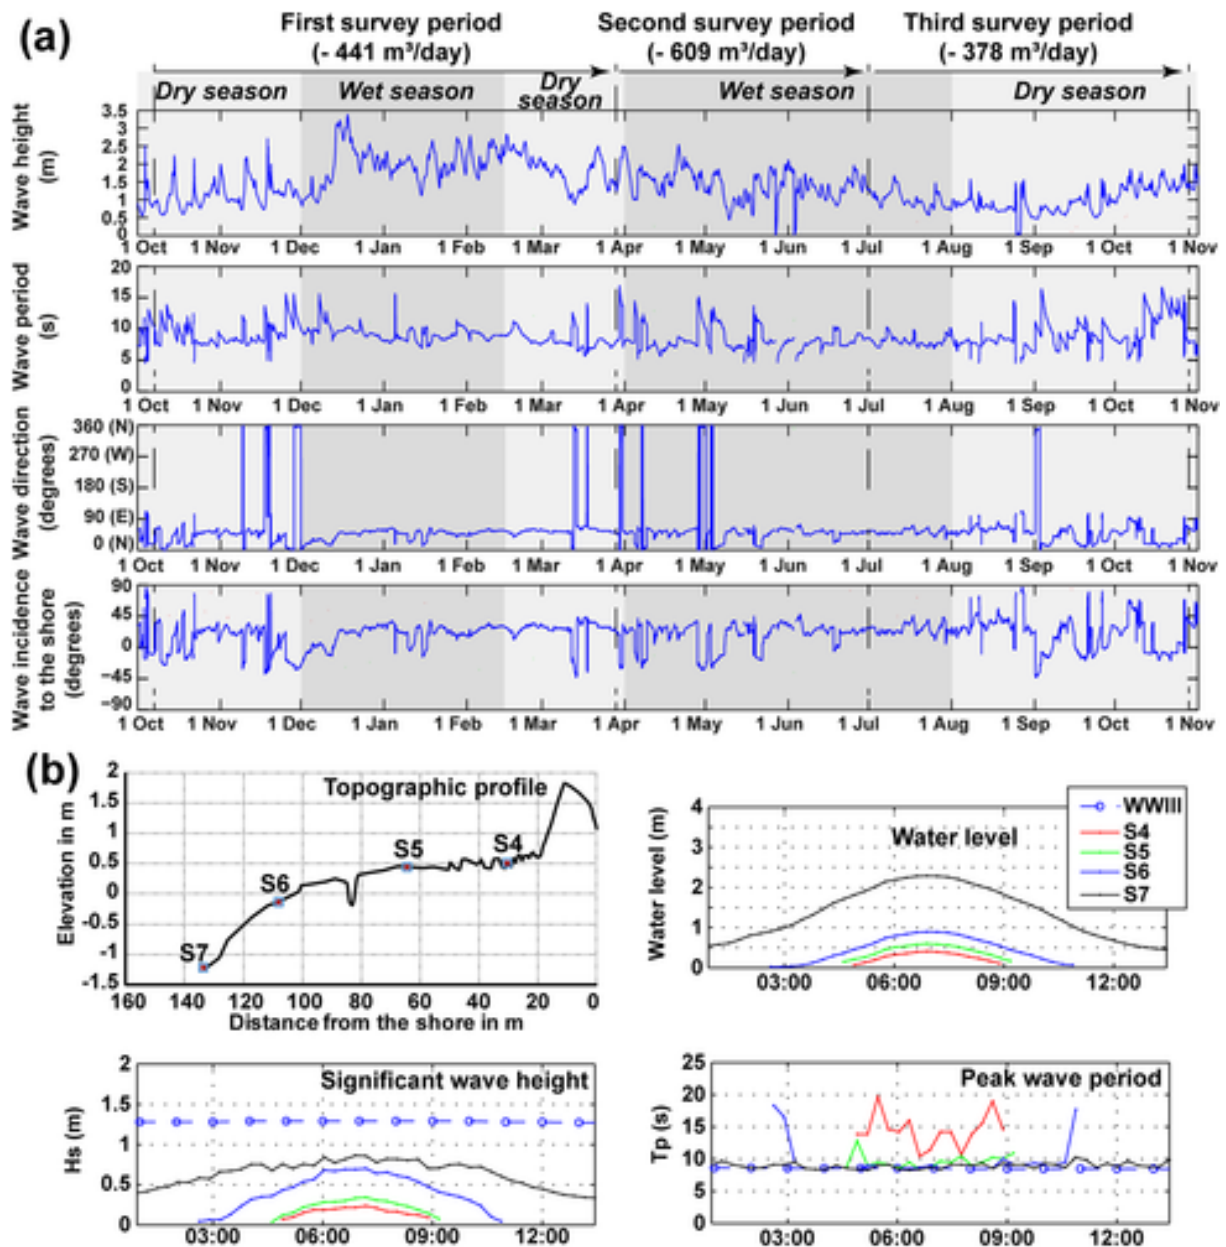 (a)
First survey period Second survey period Third survey period
(- 441 m³/day) (- 609 m³/day) (- 378 m³/day)
Dry season Wet season Dry season Wet season Dry season
Wave height (m)
3.5
3
2.5
2
1.5
1
0.5
0
1 Oct 1 Nov 1 Dec 1 Jan 1 Feb 1 Mar 1 Apr 1 May 1 Jun 1 Jul 1 Aug 1 Sep 1 Oct 1 Nov
Wave period (s)
20
15
10
5
0
1 Oct 1 Nov 1 Dec 1 Jan 1 Feb 1 Mar 1 Apr 1 May 1 Jun 1 Jul 1 Aug 1 Sep 1 Oct 1 Nov
Wave direction (degrees)
360 (N)
270 (W)
180 (S)
90 (E)
0 (N)
1 Oct 1 Nov 1 Dec 1 Jan 1 Feb 1 Mar 1 Apr 1 May 1 Jun 1 Jul 1 Aug 1 Sep 1 Oct 1 Nov
Wave incidence to the shore (degrees)
90
45
0
-45
-90
1 Oct 1 Nov 1 Dec 1 Jan 1 Feb 1 Mar 1 Apr 1 May 1 Jun 1 Jul 1 Aug 1 Sep 1 Oct 1 Nov
(b)
Topographic profile
Elevation in m
2
1.5
1
0.5
0
-0.5
-1
-1.5
S7 S6 S5 S4
160 140 120 100 80 60 40 20 0
Distance from the shore in m
Water level
Water level (m)
4
2
0
03:00 06:00 09:00 12:00
WWIII
S4
S5
S6
S7
Significant wave height
Hs (m)
2
1.5
1
0.5
0
03:00 06:00 09:00 12:00
Peak wave period
Tp (s)
25
20
15
10
5
0
03:00 06:00 09:00 12:00